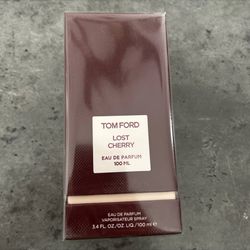 TOM FORD
LOST
CHERRY
EAU DE PARFUM
100 ML
EAU DE PARFUM
VAPORISATEUR SPRAY
3.4 FL.OZ./OZ. LIQ./100 ml ℮